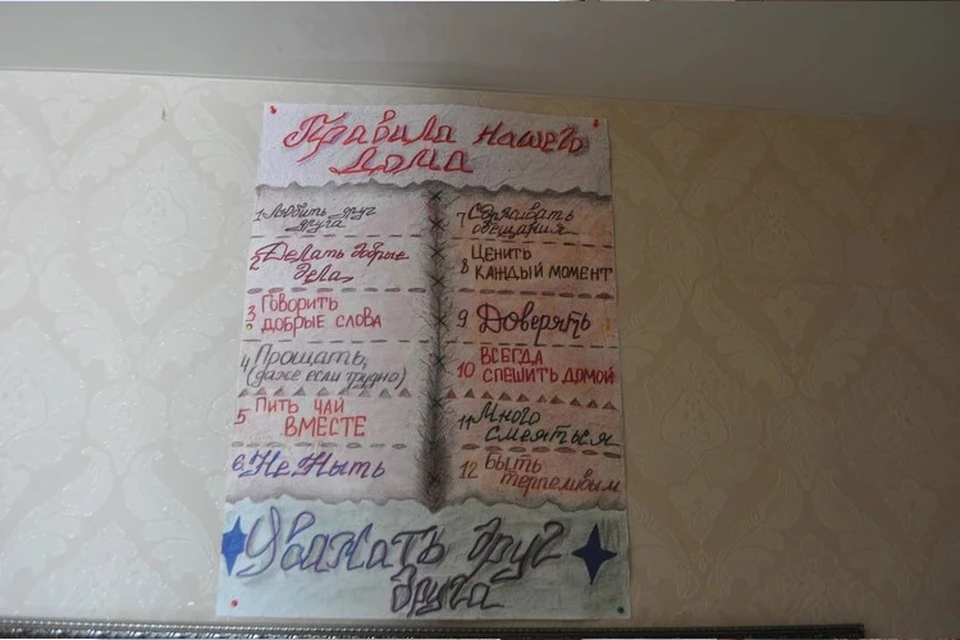 Правила нашего
дома
1 Любить друг
друга
2 Делать добрые
дела,
3 Говорить
добрые слова
4 Прощать,
(даже если трудно)
5 Пить чай
ВМЕСТЕ
6. Не Ныть
7 Сдерживать
обещания
8 Ценить
каждый момент
9 Доверять
10 ВСЕГДА
СПЕШИТЬ ДОМОЙ
11 Много
смеяться
12 Быть
терпеливым
Уважать друг
друга